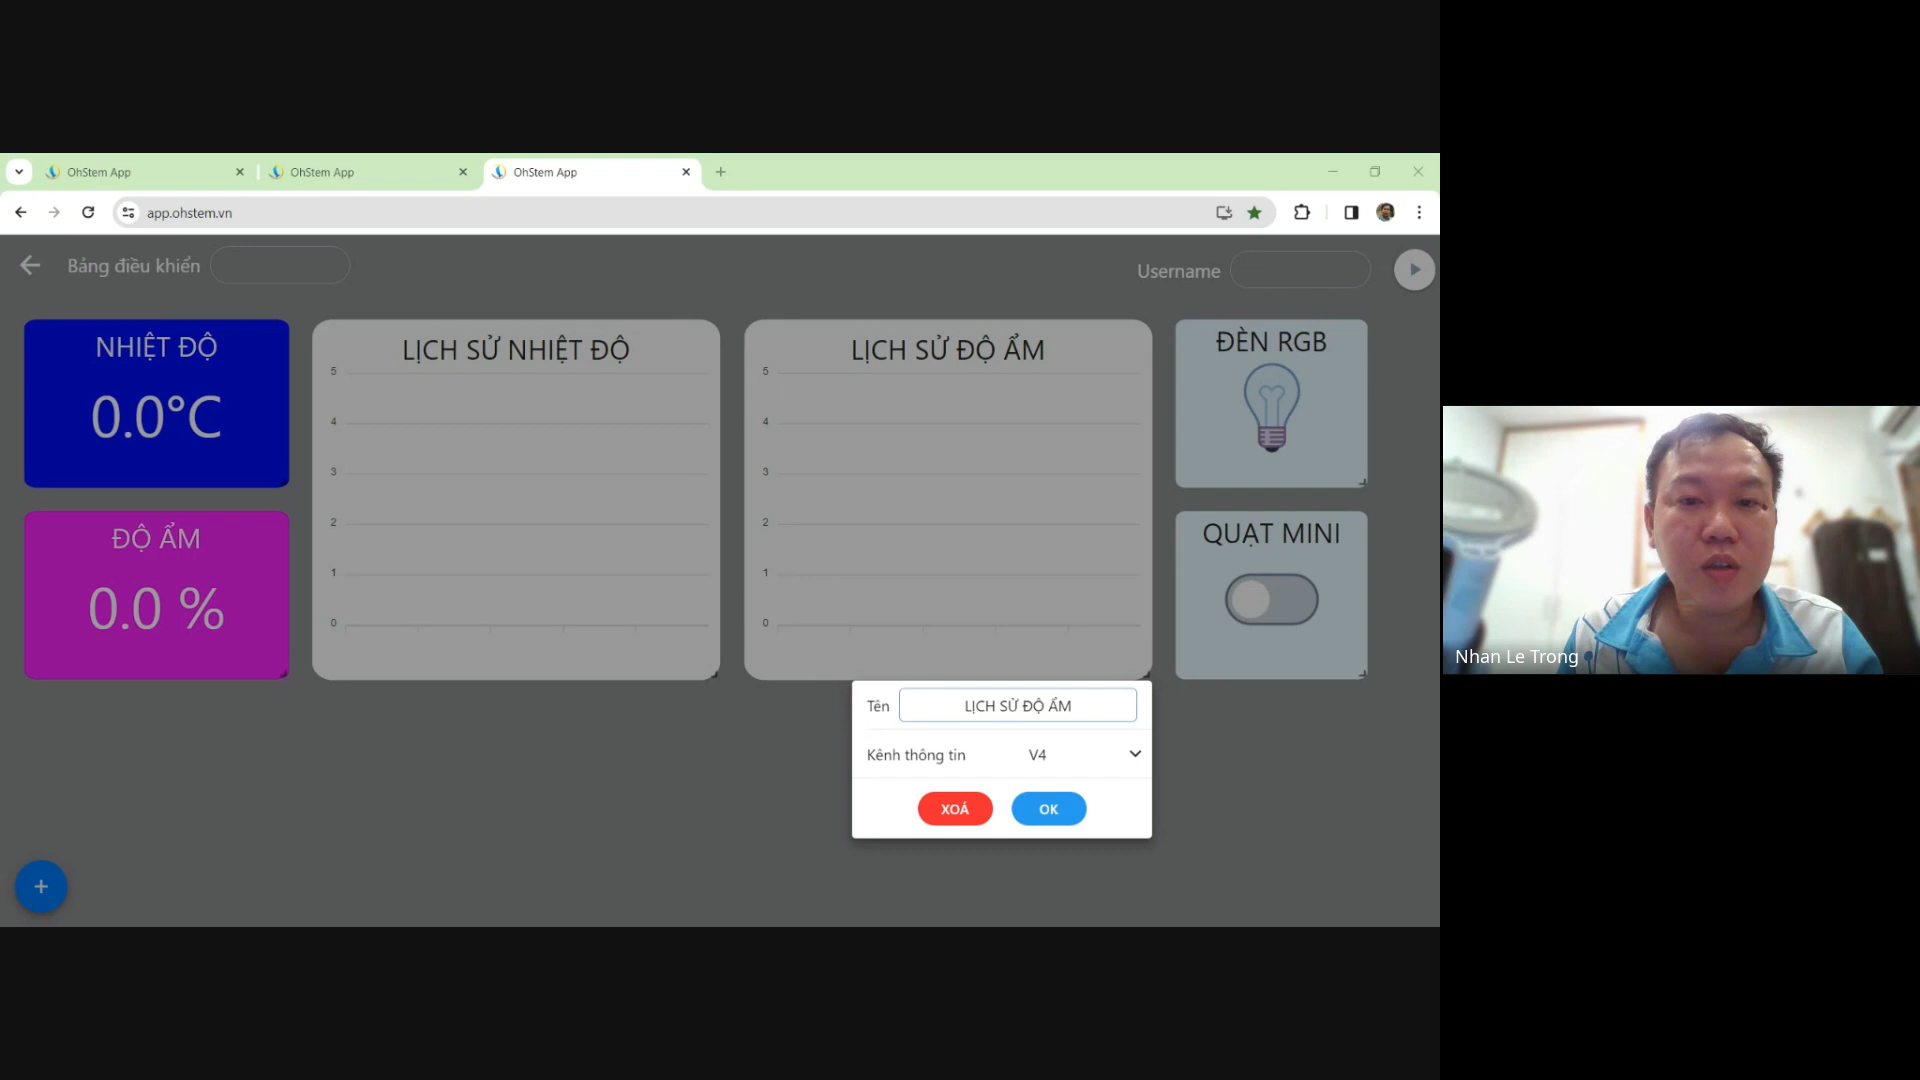 OhStem App
OhStem App
OhStem App
app.ohstem.vn
Bảng điều khiển
Username
NHIỆT ĐỘ
0.0°C
LỊCH SỬ NHIỆT ĐỘ
5
4
3
2
1
0
LỊCH SỬ ĐỘ ẨM
5
4
3
2
1
0
ĐÈN RGB
ĐỘ ẨM
0.0 %
QUẠT MINI
Tên LỊCH SỬ ĐỘ ẨM
Kênh thông tin V4
XOÁ OK
+
Nhan Le Trong